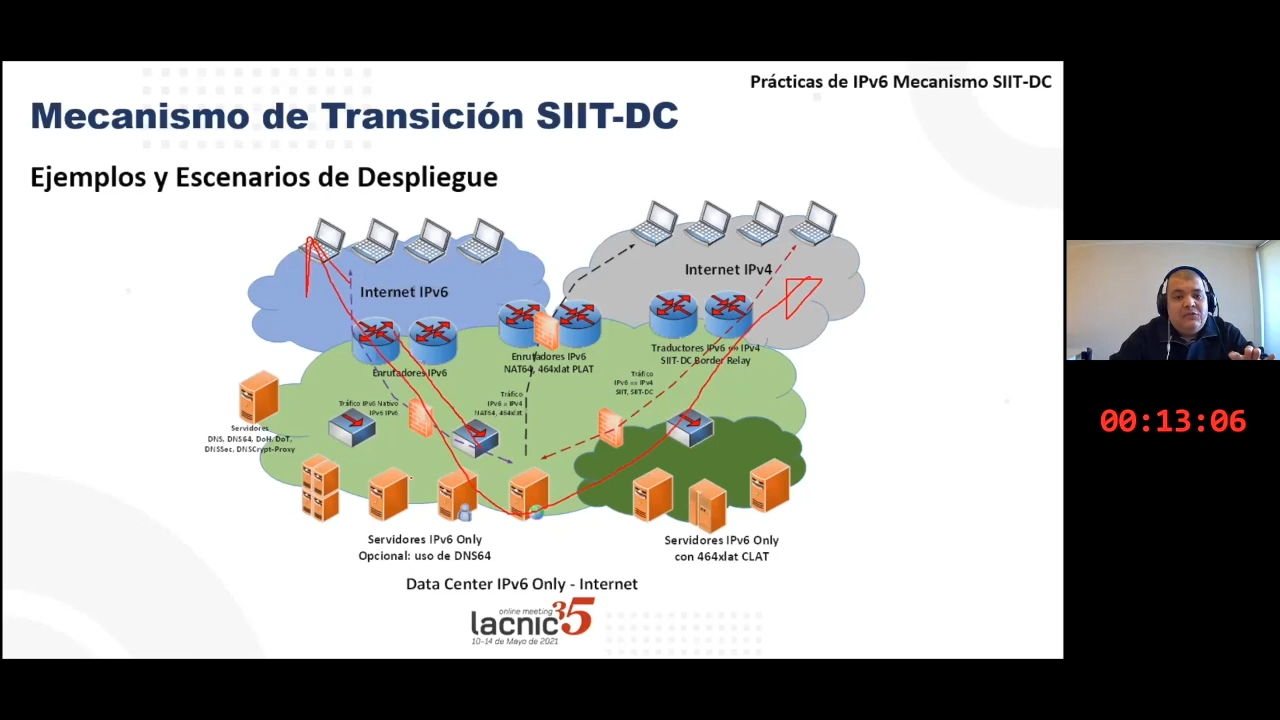 Prácticas de IPv6 Mecanismo SIIT-DC
Mecanismo de Transición SIIT-DC
Ejemplos y Escenarios de Despliegue
Internet IPv4
Internet IPv6
Traductores IPv6 == IPv4
SIIT-DC Border Relay
Enrutadores IPv6
NAT64, 464xlat PLAT
Enrutadores IPv6
Tráfico
IPv6 == IPv4
SIIT, SIIT-DC
Tráfico
IPv6 = IPv4
NAT64, 464xlat
Tráfico IPv6 Nativo
IPv6 IPv6
Servidores
DNS, DNS64, DoH, DoT,
DNSSec, DNSCrypt-Proxy
00:13:06
Servidores IPv6 Only
Opcional: uso de DNS64
Servidores IPv6 Only
con 464xlat CLAT
Data Center IPv6 Only - Internet
online meeting
lacnic35
10-14 de Mayo de 2021